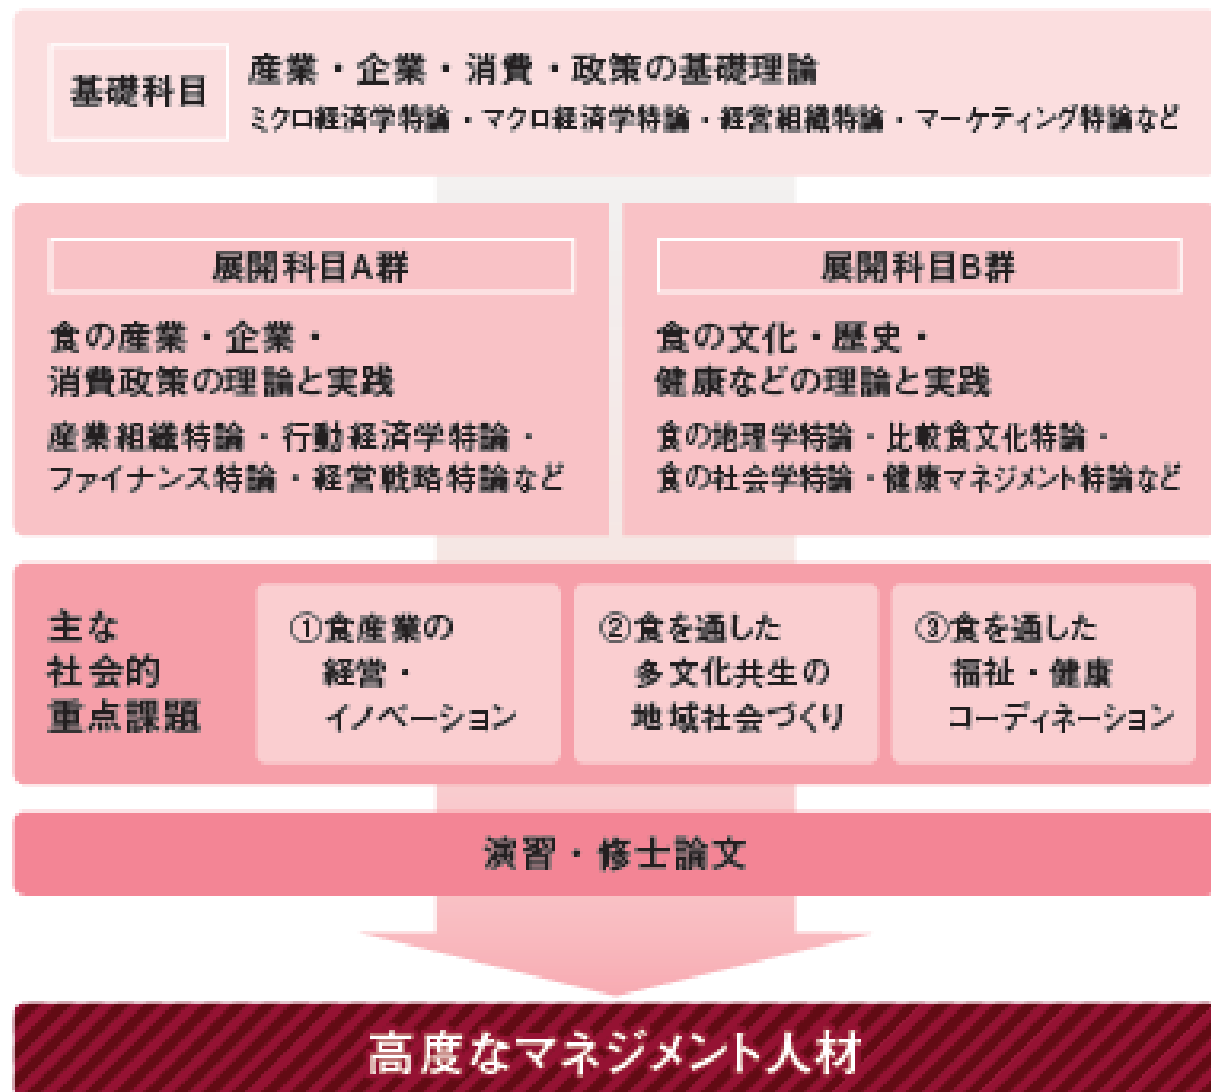 基礎科目
産業・企業・消費・政策の基礎理論
ミクロ経済学特論・マクロ経済学特論・経営組織特論・マーケティング特論など
展開科目A群
食の産業・企業・
消費政策の理論と実践
産業組織特論・行動経済学特論・
ファイナンス特論・経営戦略特論など
展開科目B群
食の文化・歴史・
健康などの理論と実践
食の地理学特論・比較食文化特論・
食の社会学特論・健康マネジメント特論など
主な
社会的
重点課題
①食産業の
経営・
イノベーション
②食を通した
多文化共生の
地域社会づくり
③食を通した
福祉・健康
コーディネーション
演習・修士論文
高度なマネジメント人材